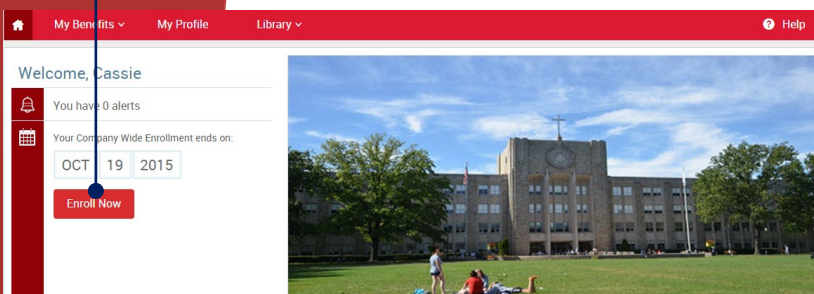 My Benefits My Profile Library Help
Welcome, Cassie
You have 0 alerts
Your Company Wide Enrollment ends on:
OCT 19 2015
Enroll Now